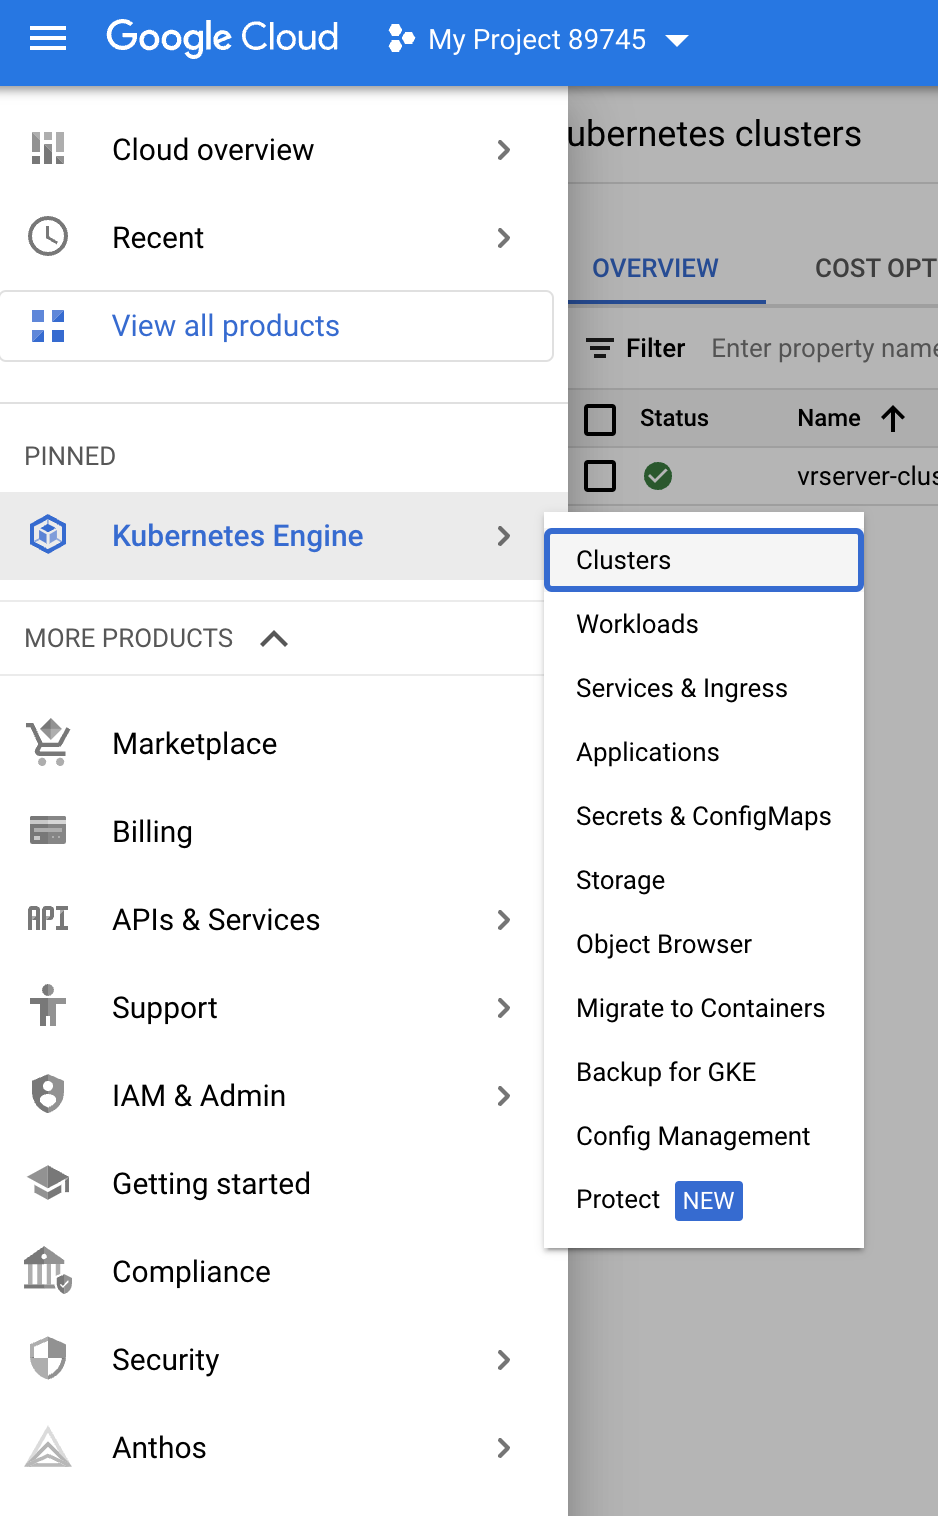 Google Cloud My Project 89745
Cloud overview
Recent
View all products
PINNED
Kubernetes Engine
MORE PRODUCTS
Marketplace
Billing
API APIs & Services
Support
IAM & Admin
Getting started
Compliance
Security
Anthos
ubernetes clusters
OVERVIEW COST OPT
Filter Enter property name
Status Name
vrserver-clus
Clusters
Workloads
Services & Ingress
Applications
Secrets & ConfigMaps
Storage
Object Browser
Migrate to Containers
Backup for GKE
Config Management
Protect NEW